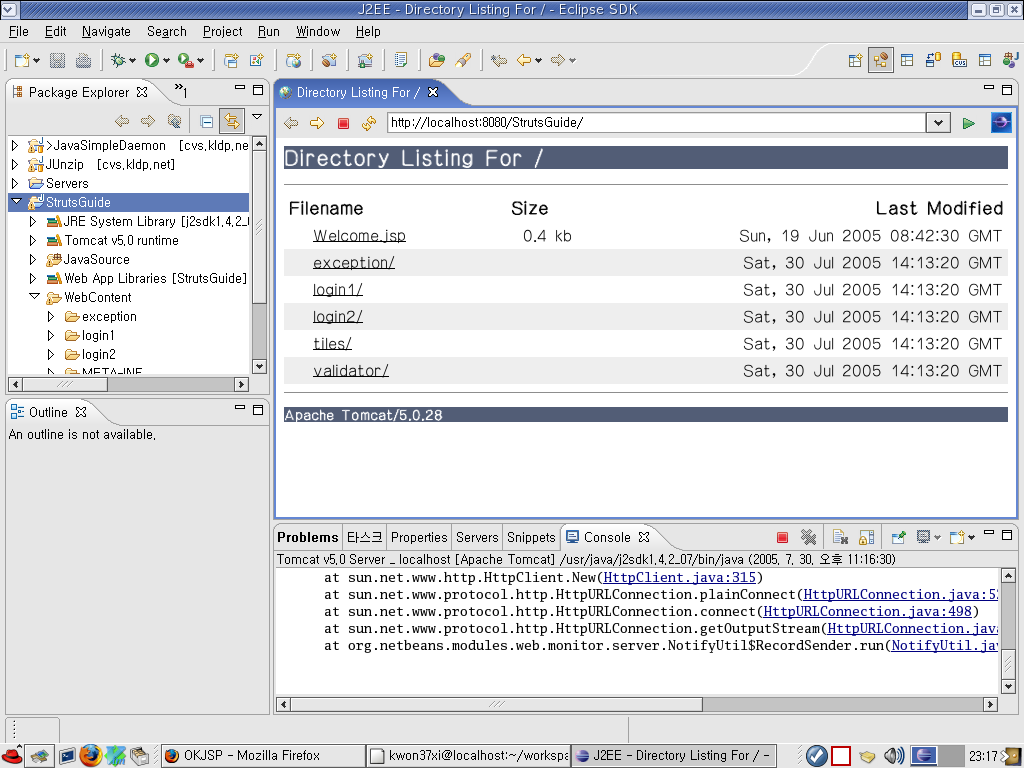 J2EE - Directory Listing For / - Eclipse SDK
File Edit Navigate Search Project Run Window Help
Package Explorer
»1
>JavaSimpleDaemon [cvs,kldp,ne
JUnzip [cvs,kldp,net]
Servers
StrutsGuide
JRE System Library [j2sdk1,4,2_
Tomcat v5,0 runtime
JavaSource
Web App Libraries [StrutsGuide]
WebContent
exception
login1
login2
META-INF
Outline
An outline is not available,
Directory Listing For /
http://localhost:8080/StrutsGuide/
Directory Listing For /
Filename Size Last Modified
Welcome.jsp 0.4 kb Sun, 19 Jun 2005 08:42:30 GMT
exception/ Sat, 30 Jul 2005 14:13:20 GMT
login1/ Sat, 30 Jul 2005 14:13:20 GMT
login2/ Sat, 30 Jul 2005 14:13:20 GMT
tiles/ Sat, 30 Jul 2005 14:13:20 GMT
validator/ Sat, 30 Jul 2005 14:13:20 GMT
Apache Tomcat/5.0.28
Problems 타스크 Properties Servers Snippets Console
Tomcat v5,0 Server _ localhost [Apache Tomcat] /usr/java/j2sdk1,4,2_07/bin/java (2005, 7, 30, 오후 11:16:30)
at sun.net.www.http.HttpClient.New(HttpClient.java:315)
at sun.net.www.protocol.http.HttpURLConnection.plainConnect(HttpURLConnection.java:52
at sun.net.www.protocol.http.HttpURLConnection.connect(HttpURLConnection.java:498)
at sun.net.www.protocol.http.HttpURLConnection.getOutputStream(HttpURLConnection.java
at org.netbeans.modules.web.monitor.server.NotifyUtil$RecordSender.run(NotifyUtil.jav
OKJSP - Mozilla Firefox
kwon37xi@localhost:~/workspa
J2EE - Directory Listing For / -
23:17